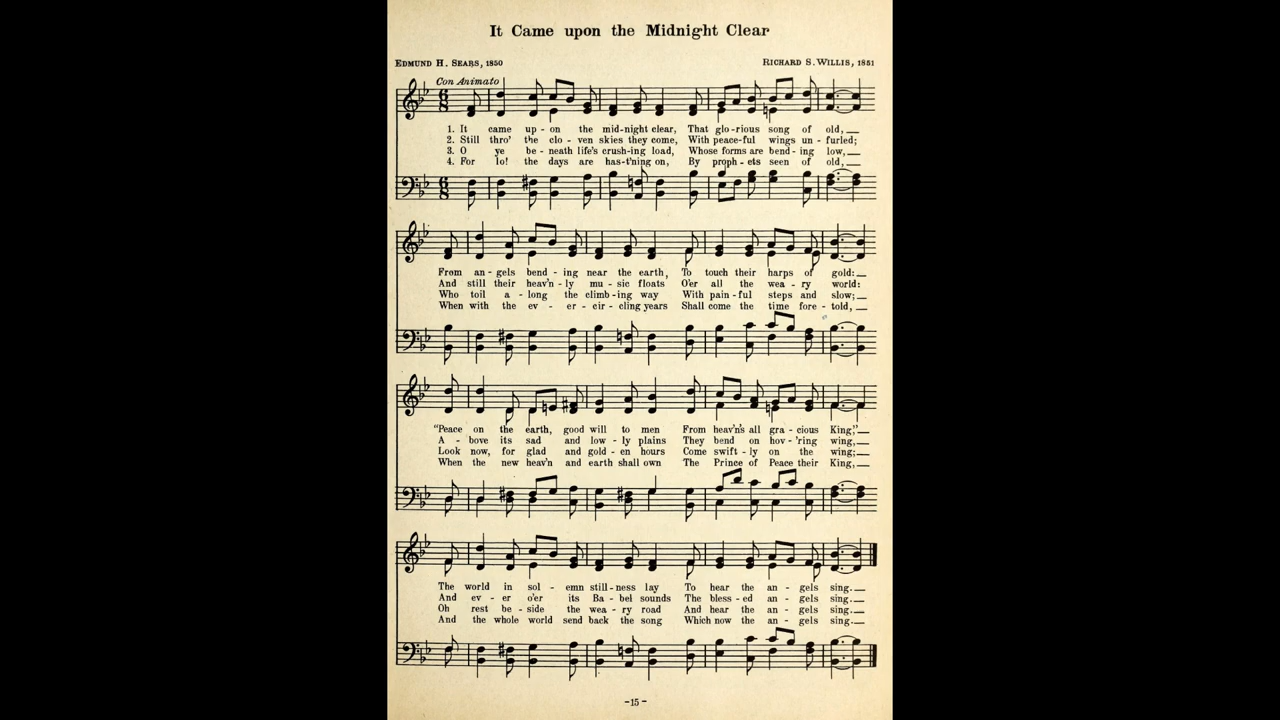 It Came upon the Midnight Clear
EDMUND H. SEARS, 1850
RICHARD S. WILLIS, 1851
Con Animato
1. It came up - on the mid-night clear, That glo - rious song of old,
2. Still thro' the clo - ven skies they come, With peace-ful wings un - furled;
3. O ye be - neath life's crush-ing load, Whose forms are bend - ing low,
4. For lo! the days are has-t'ning on, By proph - ets seen of old,
From an - gels bend - ing near the earth, To touch their harps of gold:
And still their heav'n - ly mu - sic floats O'er all the wea - ry world:
Who toil a - long the climb - ing way With pain - ful steps and slow;
When with the ev - er - cir - cling years Shall come the time fore - told,
"Peace on the earth, good will to men From heav'n's all gra - cious King,"
A - bove its sad and low - ly plains They bend on hov - 'ring wing,
Look now, for glad and gold - en hours Come swift - ly on the wing;
When the new heav'n and earth shall own The Prince of Peace their King,
The world in sol - emn still - ness lay To hear the an - gels sing.
And ev - er o'er its Ba - bel sounds The bless - ed an - gels sing.
Oh rest be - side the wea - ry road And hear the an - gels sing.
And the whole world send back the song Which now the an - gels sing.
-15-